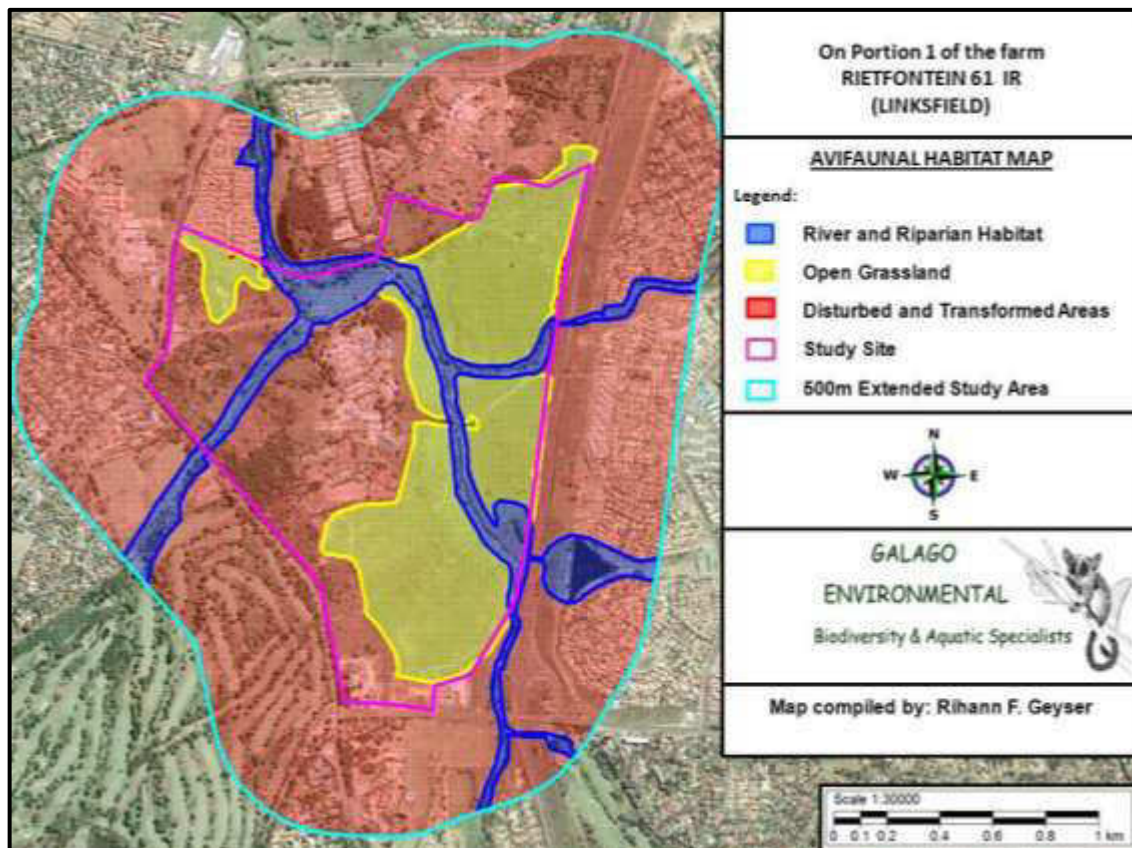 On Portion 1 of the farm
RIETFONTEIN 61 IR
(LINKSFIELD)
AVIFAUNAL HABITAT MAP
Legend:
River and Riparian Habitat
Open Grassland
Disturbed and Transformed Areas
Study Site
500m Extended Study Area
N
W E
S
GALAGO
ENVIRONMENTAL
Biodiversity & Aquatic Specialists
Map compiled by: Rihann F. Geyser
Scale 1:30000
0 0.1 0.2 0.4 0.6 0.8 1 km